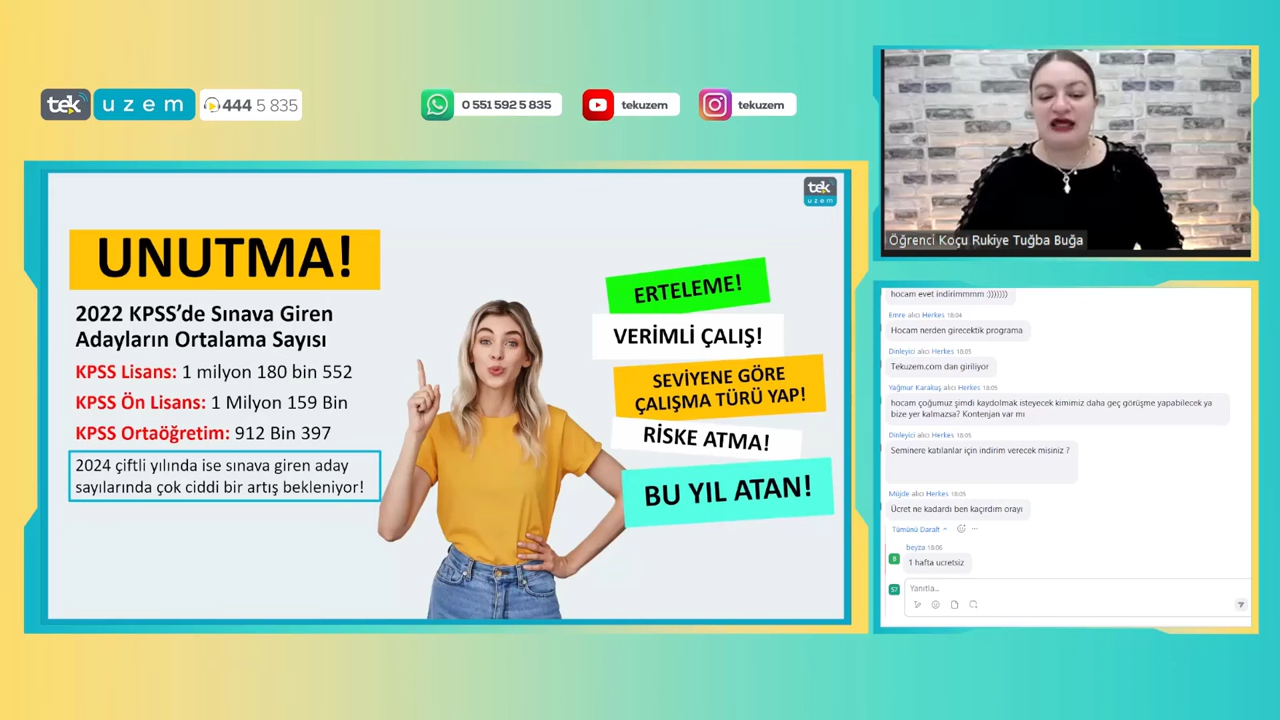 tek uzem 444 5 835
0 551 592 5 835
tekuzem
tekuzem
tek
uzem
UNUTMA!
2022 KPSS'de Sınava Giren
Adayların Ortalama Sayısı
KPSS Lisans: 1 milyon 180 bin 552
KPSS Ön Lisans: 1 Milyon 159 Bin
KPSS Ortaöğretim: 912 Bin 397
2024 çiftli yılında ise sınava giren aday
sayılarında çok ciddi bir artış bekleniyor!
ERTELEME!
VERİMLİ ÇALIŞ!
SEVİYENE GÖRE
ÇALIŞMA TÜRÜ YAP!
RİSKE ATMA!
BU YIL ATAN!
Öğrenci Koçu Rukiye Tuğba Buğa
hocam evet indirimmmm :)))))))
Emre alıcı Herkes 18:04
Hocam nerden girecektik programa
Dinleyici alıcı Herkes 18:05
Tekuzem.com dan giriliyor
Yağmur Karakuş alıcı Herkes 18:05
hocam çoğumuz şimdi kaydolmak isteyecek kimimiz daha geç görüşme yapabilecek ya
bize yer kalmazsa? Kontenjan var mı
Dinleyici alıcı Herkes 18:05
Seminere katılanlar için indirim verecek misiniz ?
Müjde alıcı Herkes 18:05
Ücret ne kadardı ben kaçırdım orayı
Tümünü Daralt
beyza 18:06
B
1 hafta ucretsiz
S?
Yanıtla...